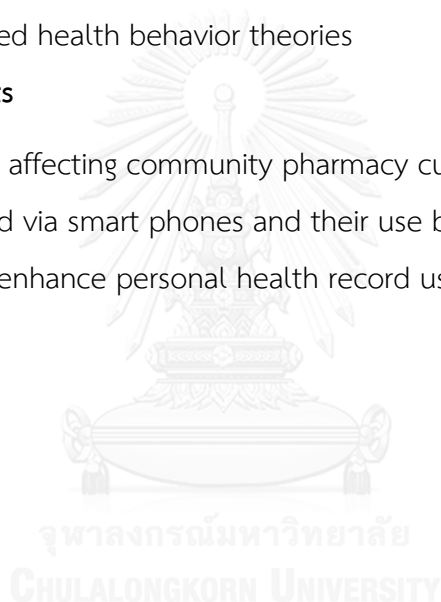 ed health behavior theories
ts
affecting community pharmacy cu
d via smart phones and their use b
enhance personal health record us
จุฬาลงกรณ์มหาวิทยาลัย
CHULALONGKORN UNIVERSITY